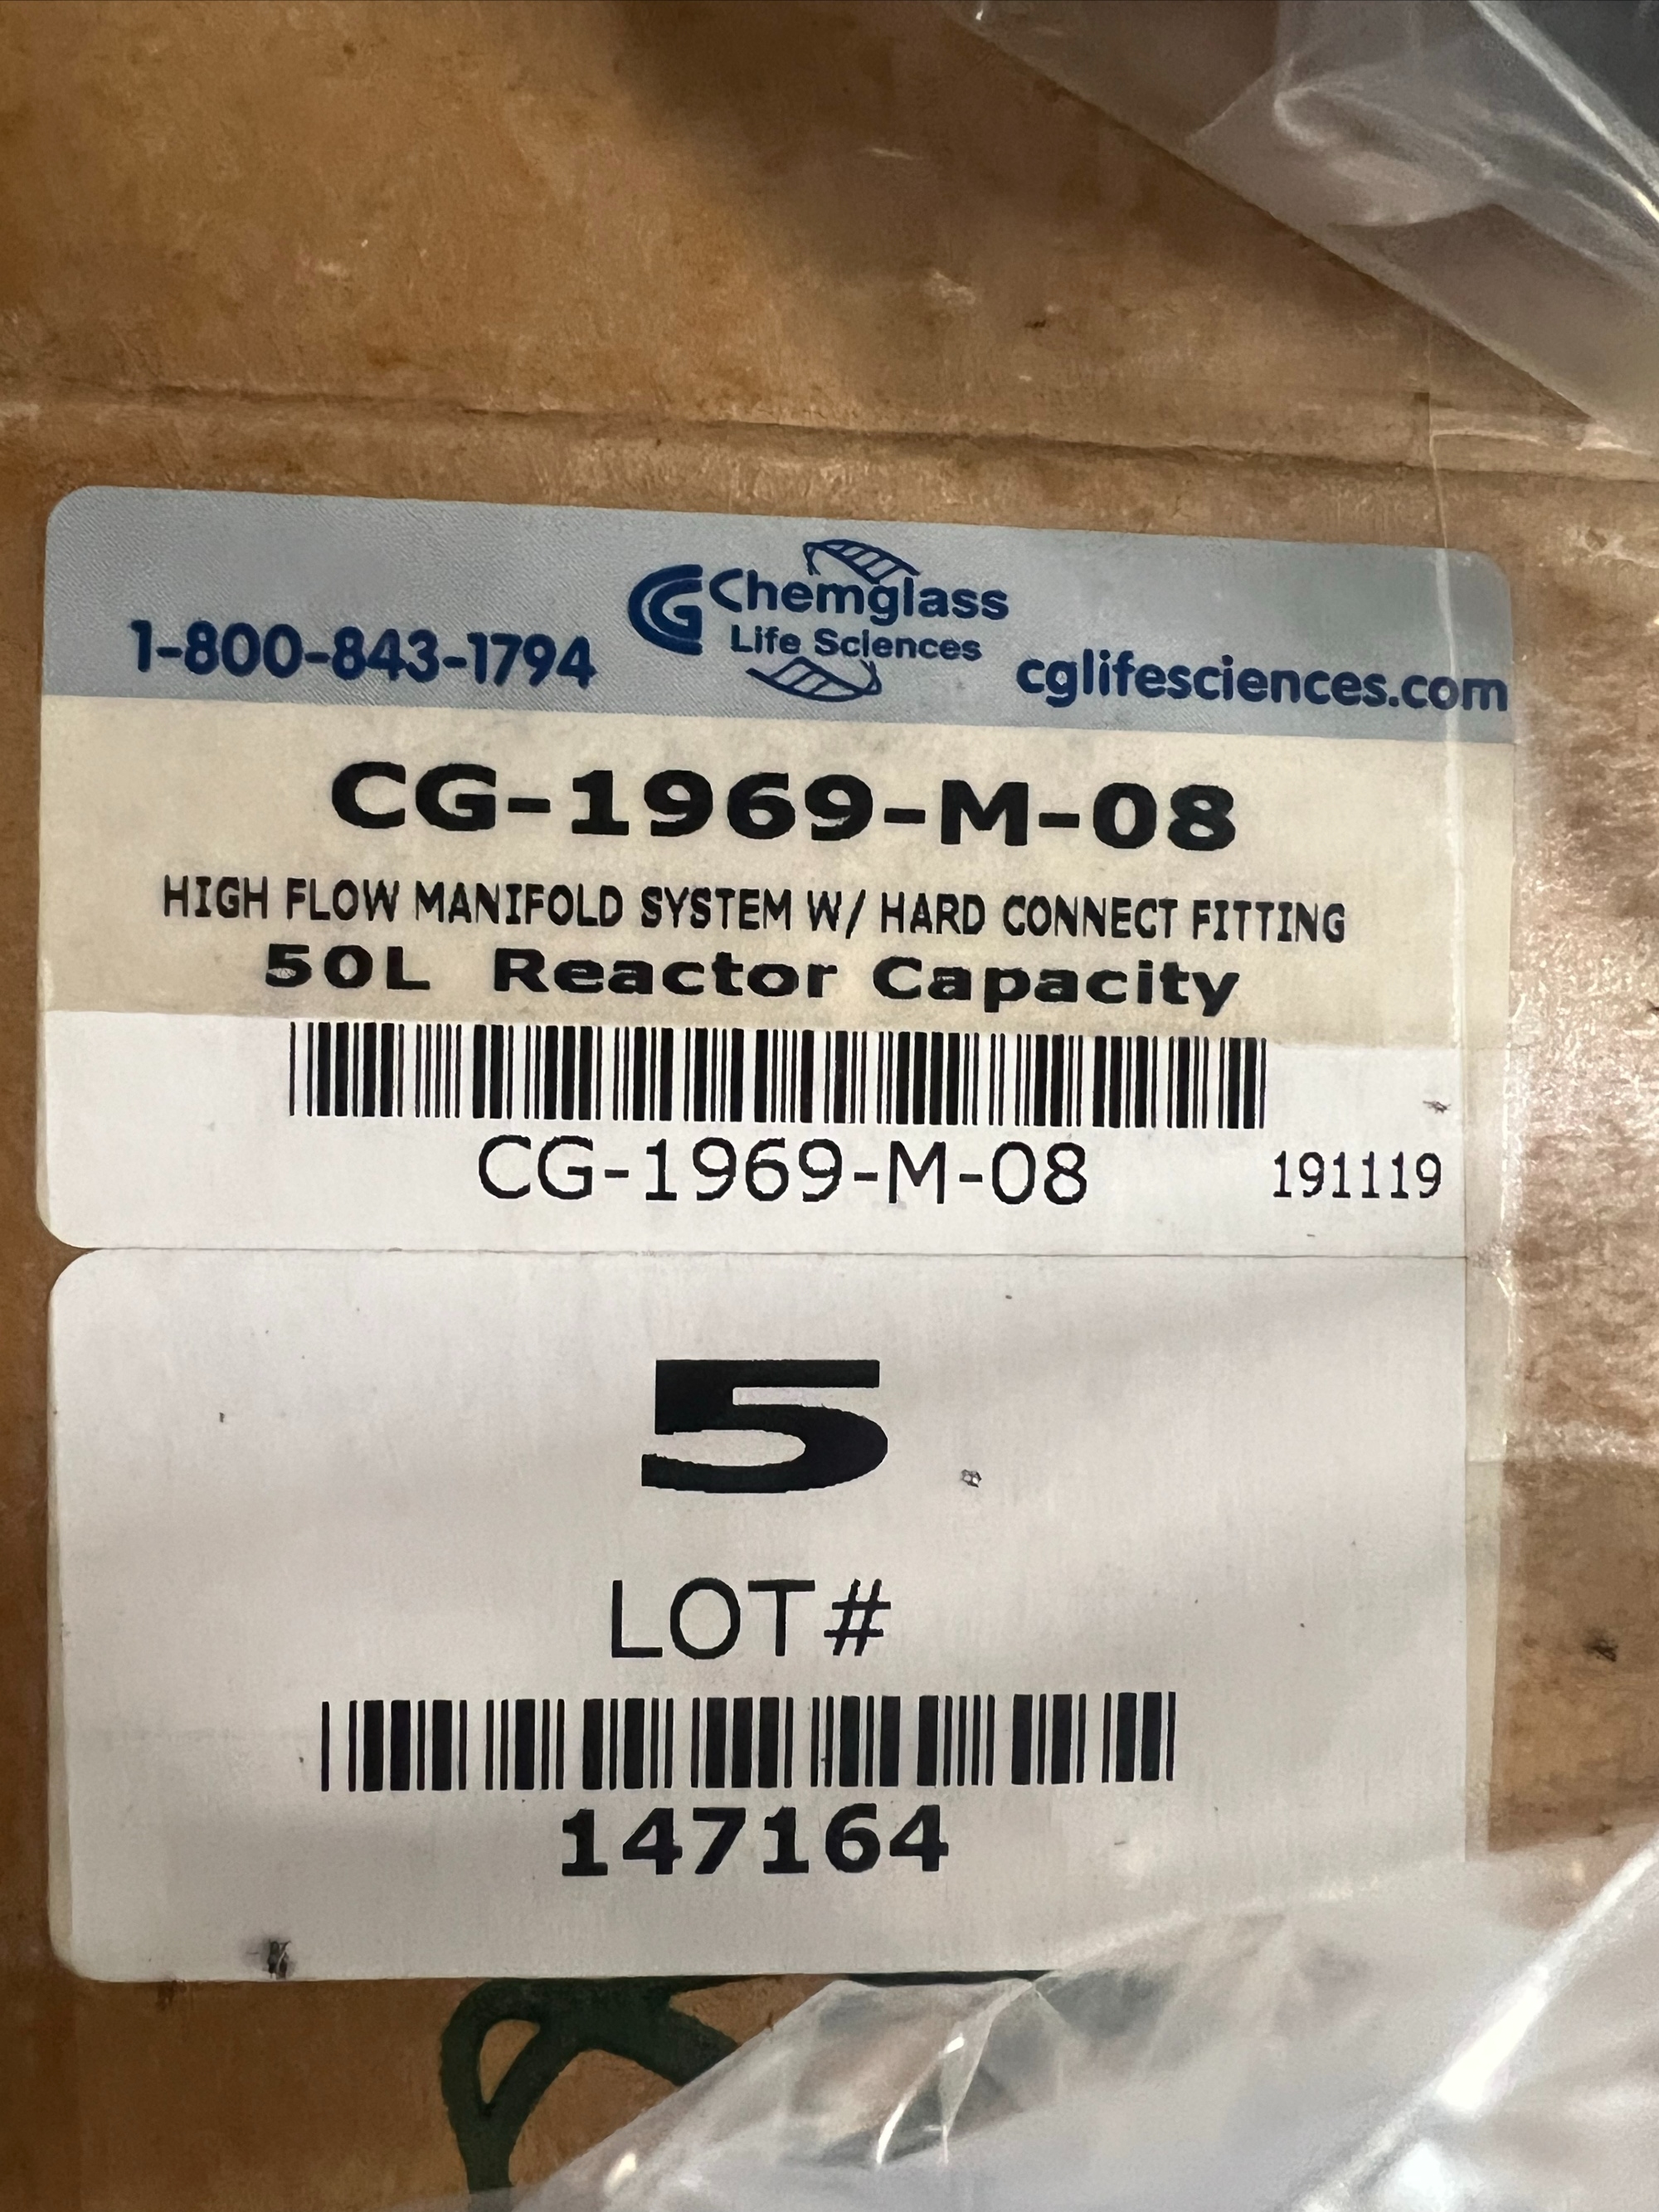 1-800-843-1794
CG Chemglass
Life Sciences
cglifesciences.com
CG-1969-M-08
HIGH FLOW MANIFOLD SYSTEM W/ HARD CONNECT FITTING
50L Reactor Capacity
CG-1969-M-08
191119
5
LOT#
147164